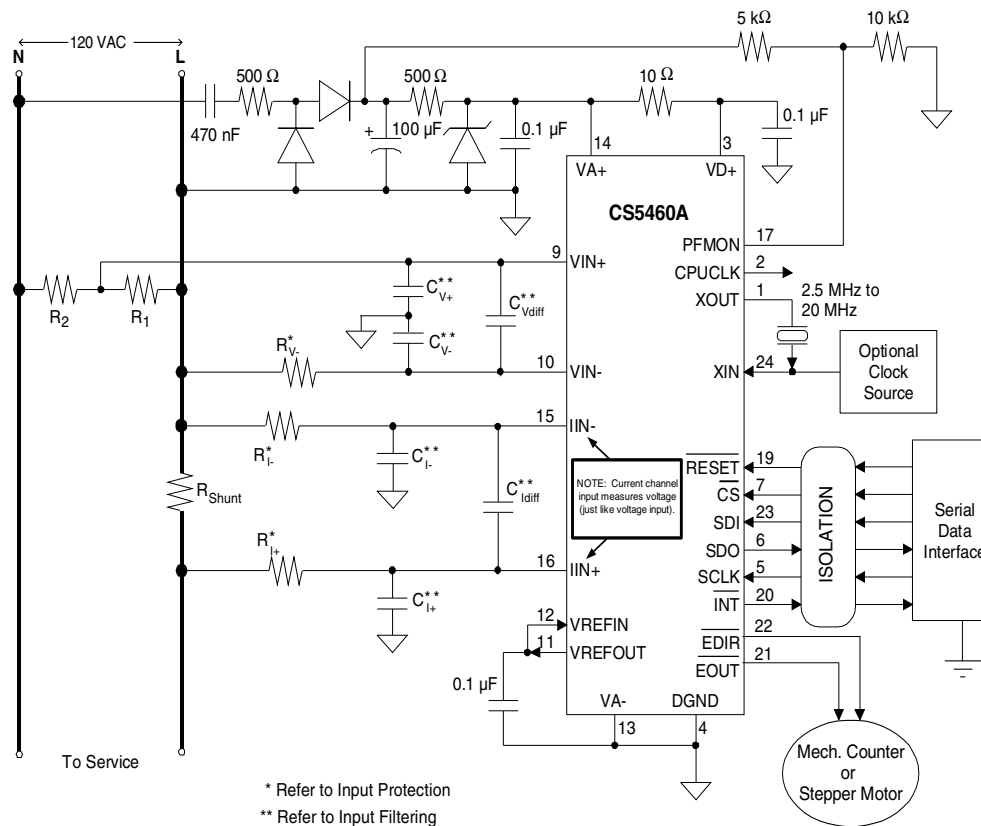 5 kΩ
10 kΩ
120 VAC
N
L
500 Ω
500 Ω
10 Ω
470 nF
+
100 µF
0.1 µF
0.1 µF
14
3
VA+
VD+
CS5460A
PFMON
17
9
VIN+
CPUCLK
2
XOUT
1
2.5 MHz to
20 MHz
CV+**
CVdiff**
CV-**
R2
R1
RV-*
10
VIN-
XIN
24
Optional
Clock
Source
15
IIN-
RI-*
CI-**
RShunt
CIdiff**
NOTE: Current channel
input measures voltage
(just like voltage input).
RESET
19
CS
7
SDI
23
SDO
6
SCLK
5
INT
20
ISOLATION
Serial
Data
Interface
RI+*
16
IIN+
CI+**
12
VREFIN
11
VREFOUT
EDIR
22
EOUT
21
0.1 µF
VA-
DGND
13
4
Mech. Counter
or
Stepper Motor
To Service
* Refer to Input Protection
** Refer to Input Filtering